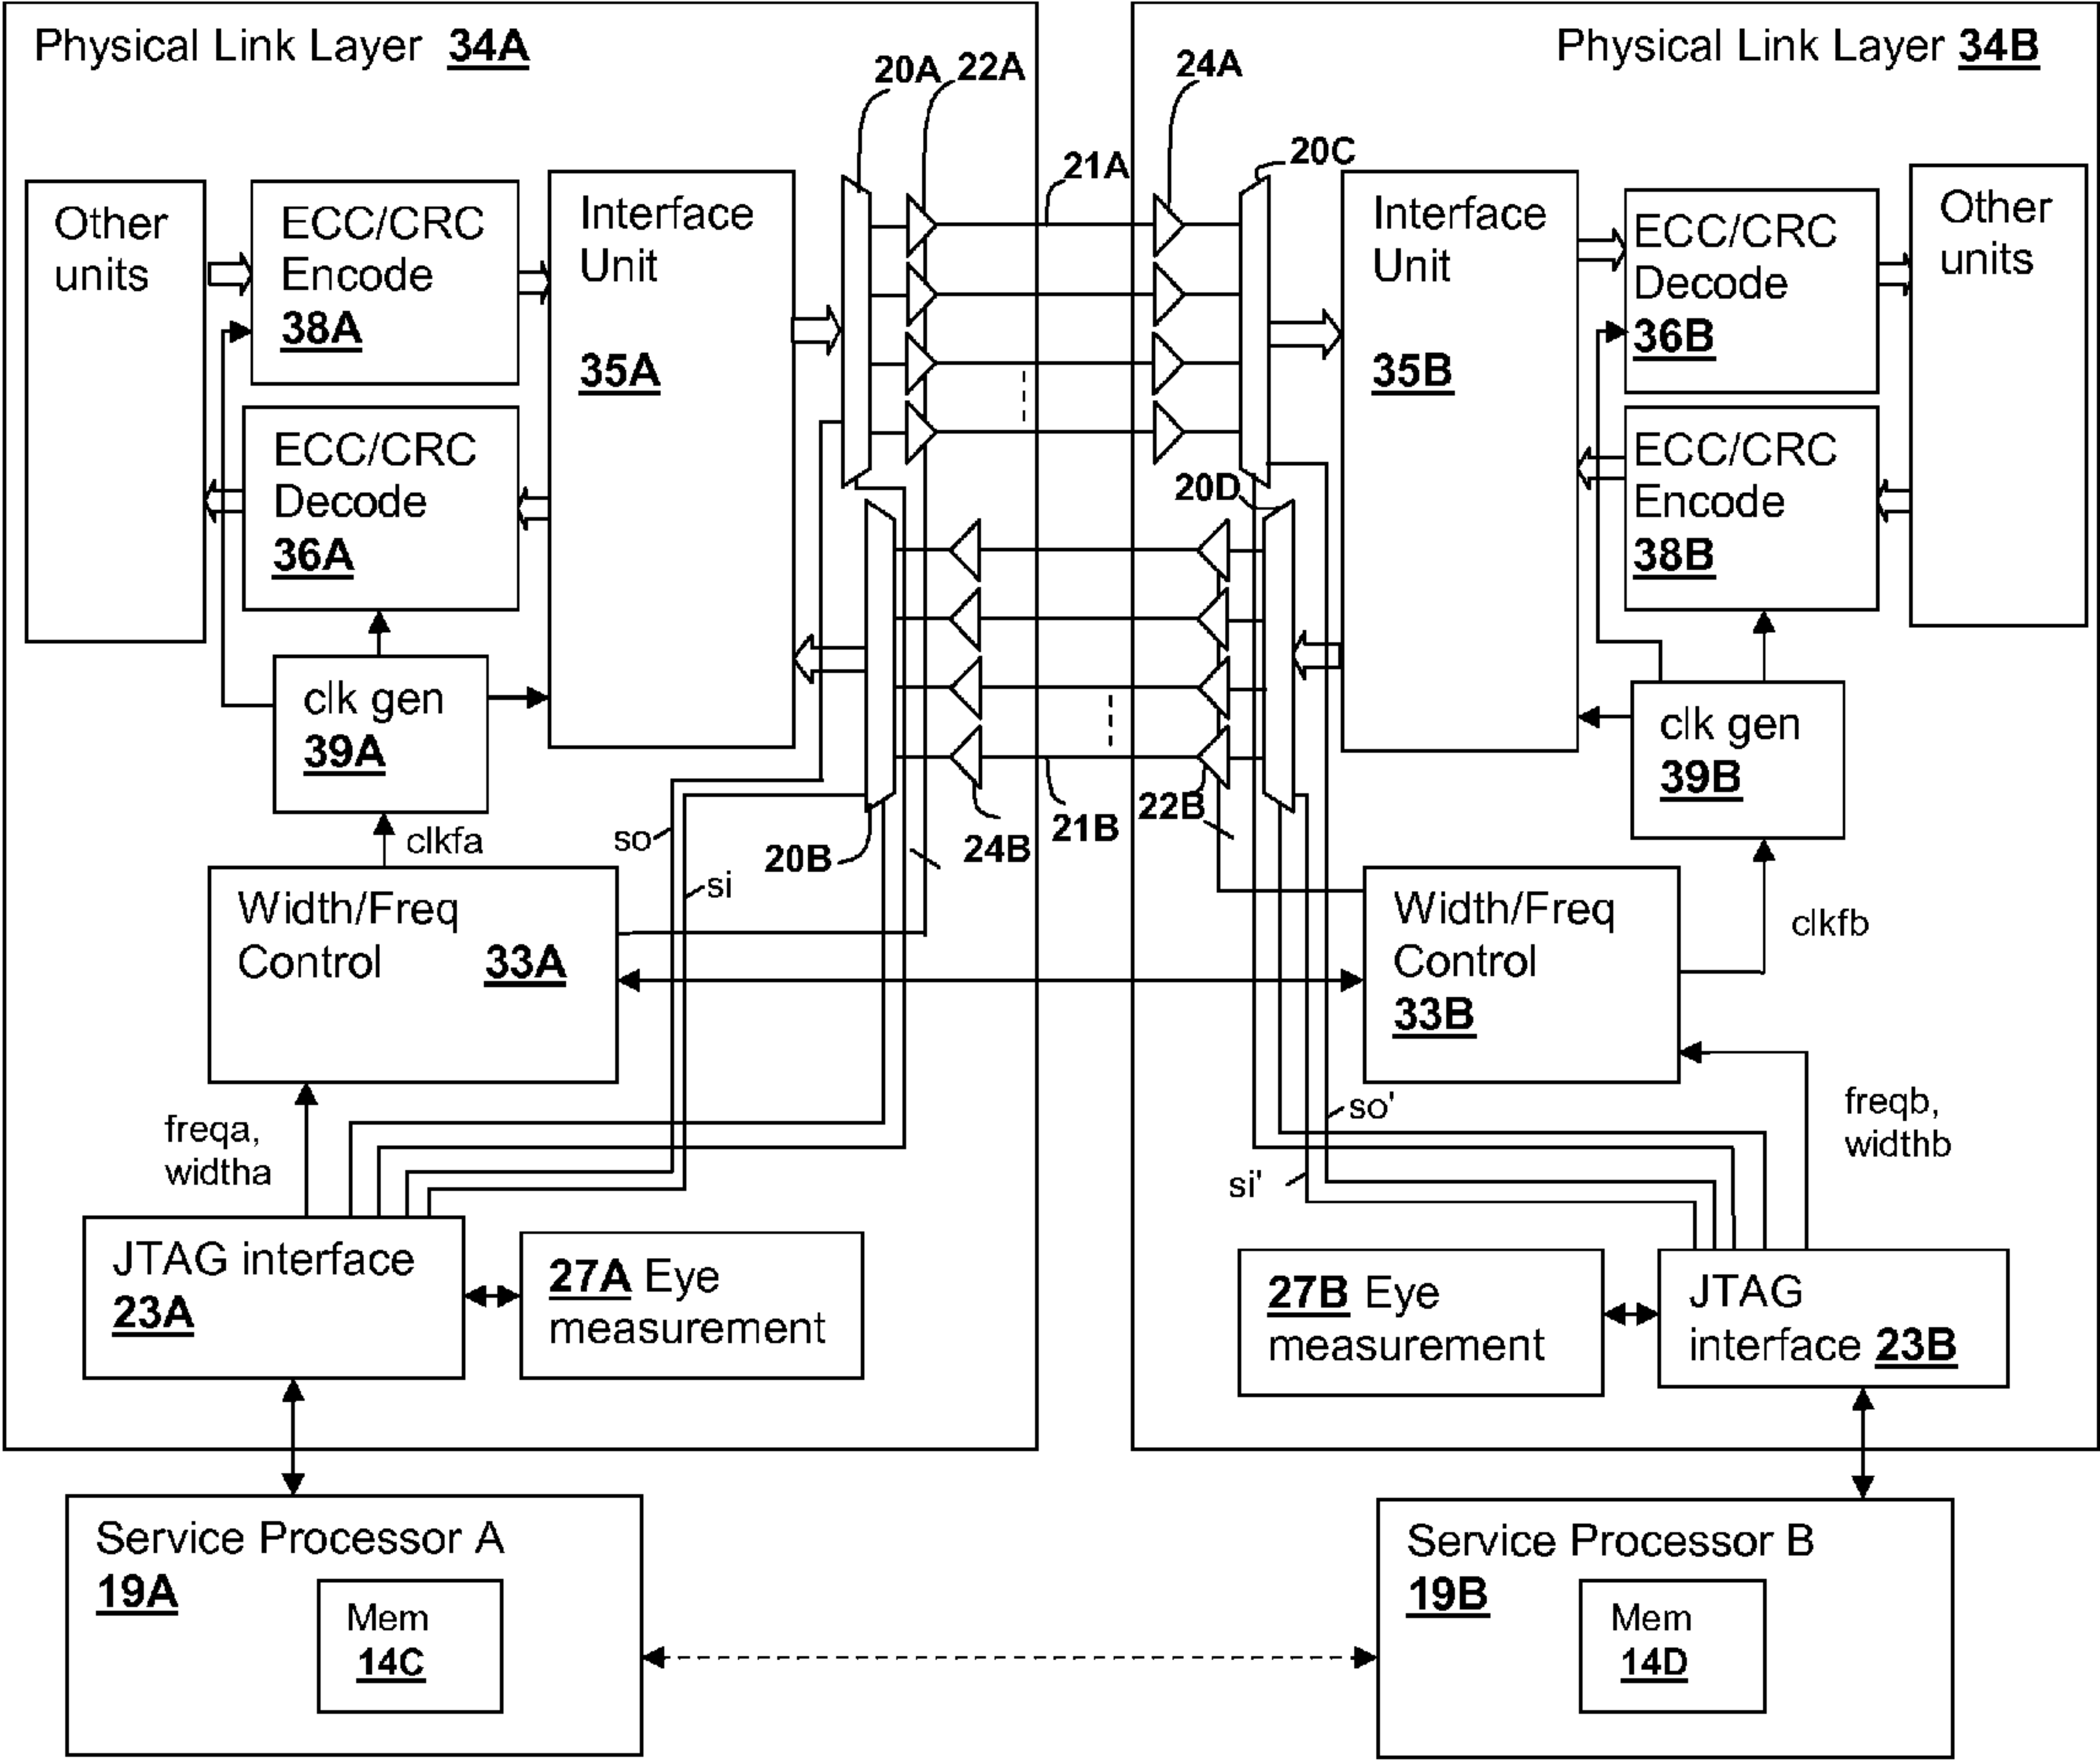 Physical Link Layer 34A
Physical Link Layer 34B
20A
22A
24A
20C
21A
Other
units
ECC/CRC
Encode
38A
Interface
Unit
35A
Interface
Unit
35B
ECC/CRC
Decode
36B
Other
units
ECC/CRC
Decode
36A
ECC/CRC
Encode
38B
20D
clk gen
39A
clk gen
39B
clkfa
so
si
20B
24B
21B
22B
Width/Freq
Control 33A
Width/Freq
Control
33B
clkfb
freqa,
widtha
so'
si'
freqb,
widthb
JTAG interface
23A
27A Eye
measurement
27B Eye
measurement
JTAG
interface 23B
Service Processor A
19A
Mem
14C
Service Processor B
19B
Mem
14D